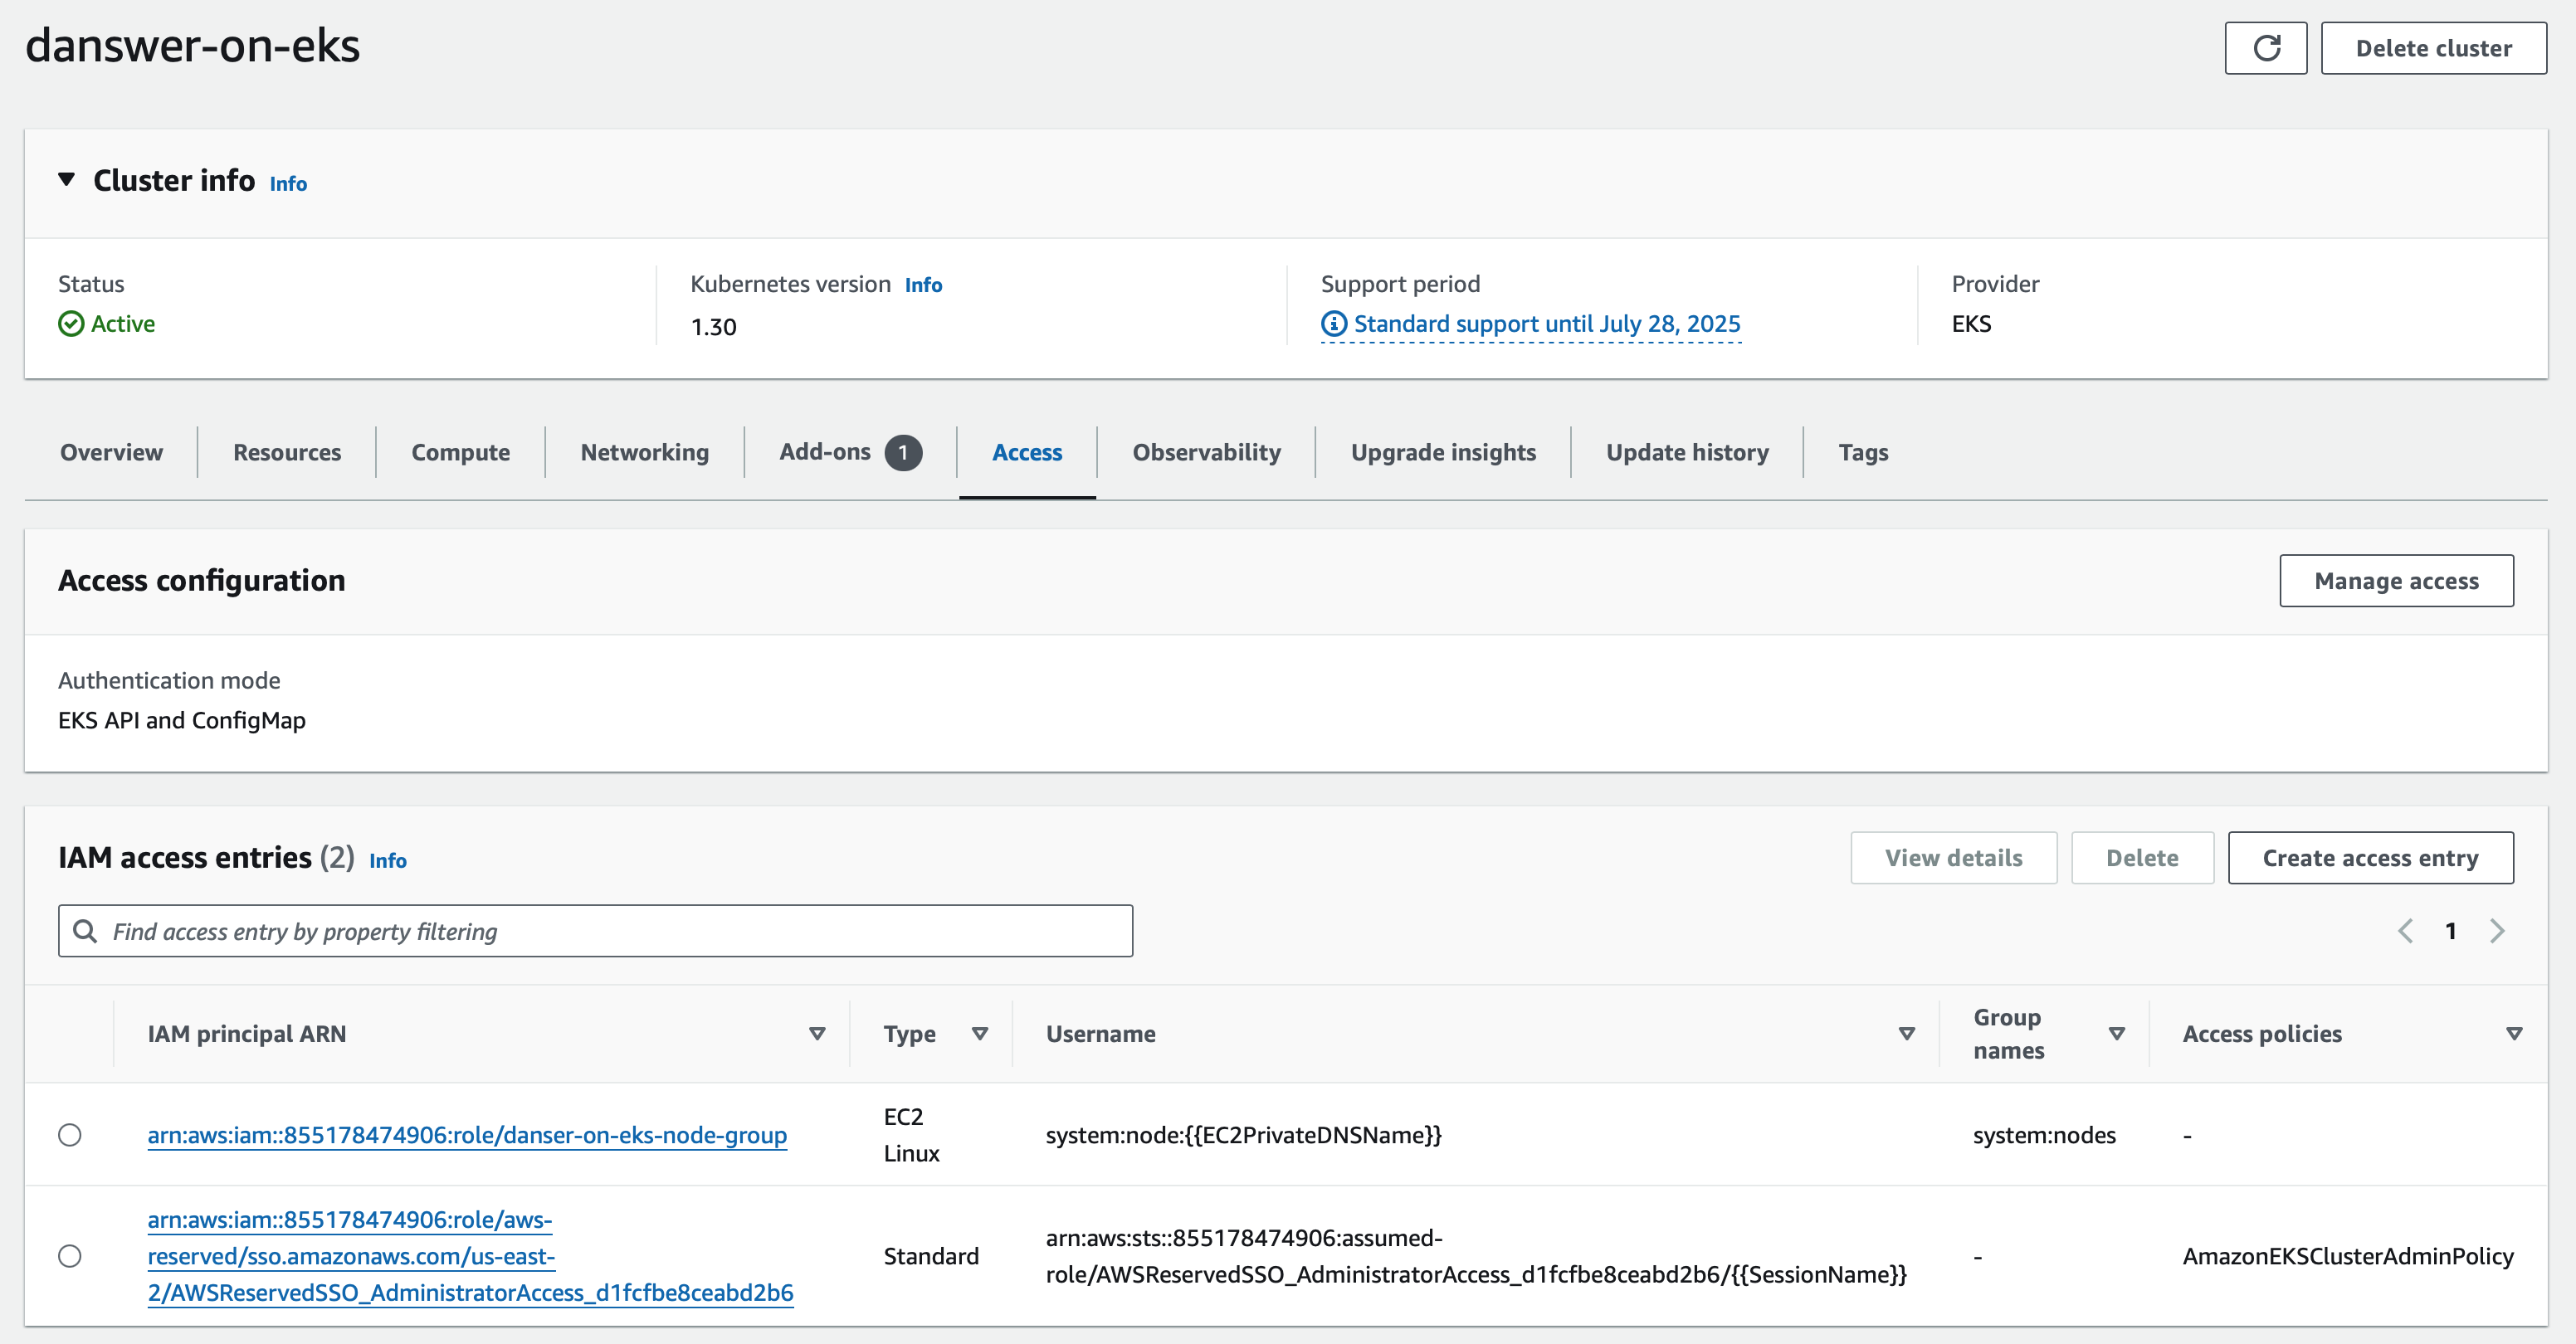 danswer-on-eks
Delete cluster
Cluster info Info
Status
Active
Kubernetes version Info
1.30
Support period
Standard support until July 28, 2025
Provider
EKS
Overview
Resources
Compute
Networking
Add-ons 1
Access
Observability
Upgrade insights
Update history
Tags
Access configuration
Manage access
Authentication mode
EKS API and ConfigMap
IAM access entries (2) Info
View details
Delete
Create access entry
Find access entry by property filtering
1
IAM principal ARN
Type
Username
Group
names
Access policies
arn:aws:iam::855178474906:role/danser-on-eks-node-group
EC2
Linux
system:node:{{EC2PrivateDNSName}}
system:nodes
-
arn:aws:iam::855178474906:role/aws-
reserved/sso.amazonaws.com/us-east-
2/AWSReservedSSO_AdministratorAccess_d1fcfbe8ceabd2b6
Standard
arn:aws:sts::855178474906:assumed-
role/AWSReservedSSO_AdministratorAccess_d1fcfbe8ceabd2b6/{{SessionName}}
-
AmazonEKSClusterAdminPolicy